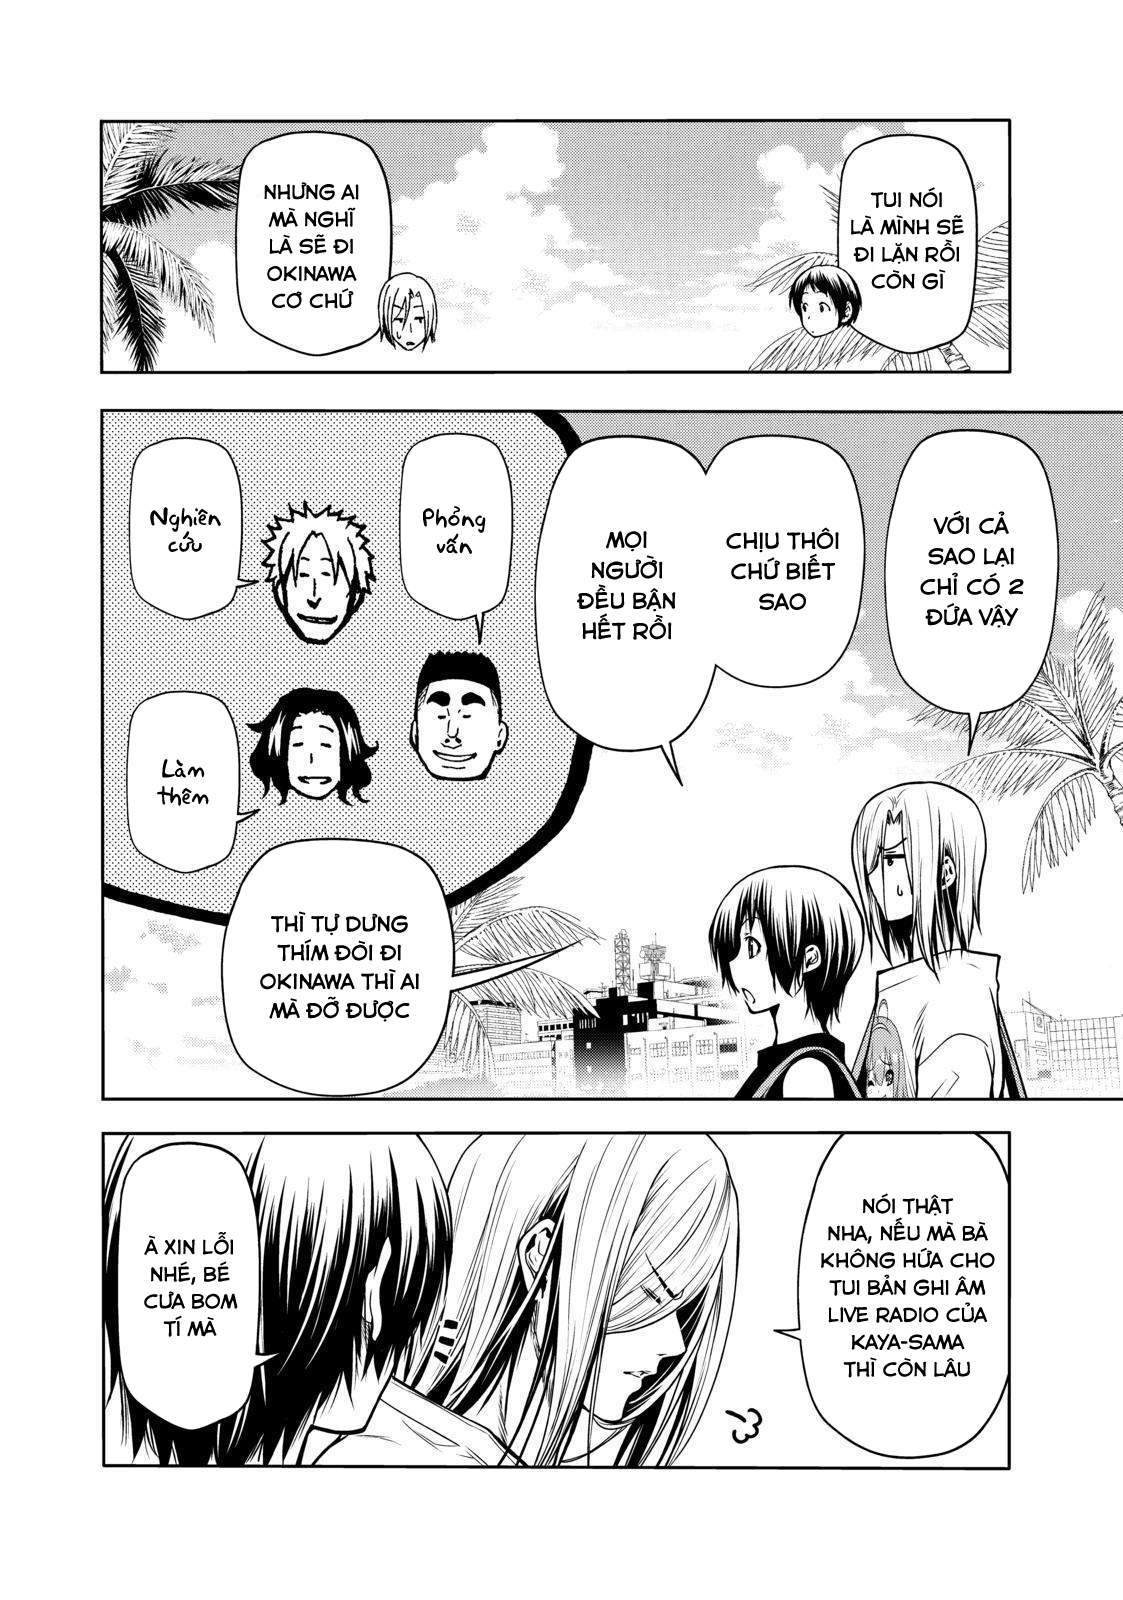 TUI NÓI
LÀ MÌNH SẼ
ĐI LẶN RỒI
CÒN GÌ
NHƯNG AI
MÀ NGHĨ
LÀ SẼ ĐI
OKINAWA
CƠ CHỨ
VỚI CẢ
SAO LẠI
CHỈ CÓ 2
ĐỨA VẬY
CHỊU THÔI
CHỨ BIẾT
SAO
MỌI
NGƯỜI
ĐỀU BẬN
HẾT RỒI
Phỏng
vấn
Nghiên
cứu
Làm
thêm
THÌ TỰ DƯNG
THÍM ĐÒI ĐI
OKINAWA THÌ AI
MÀ ĐỠ ĐƯỢC
NÓI THẬT
NHA, NẾU MÀ BÀ
KHÔNG HỨA CHO
TUI BẢN GHI ÂM
LIVE RADIO CỦA
KAYA-SAMA
THÌ CÒN LÂU
À XIN LỖI
NHÉ, BÉ
CƯA BOM
TÍ MÀ